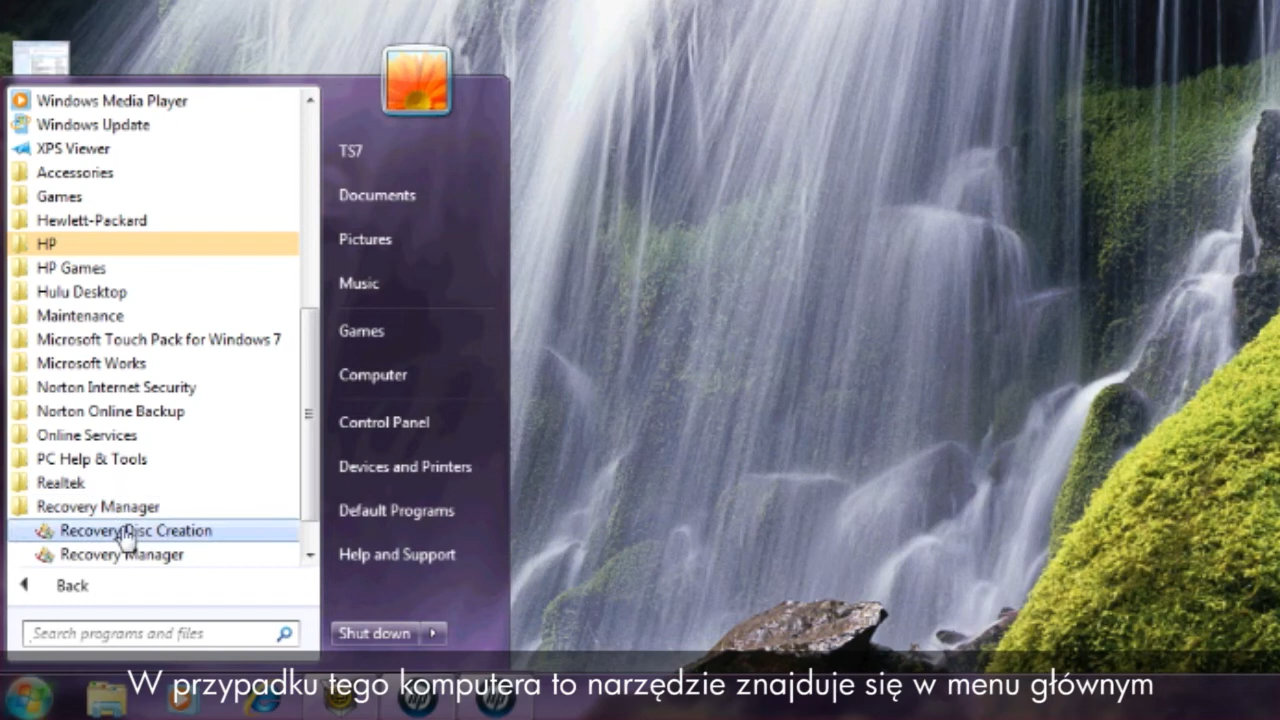 Windows Media Player
Windows Update
XPS Viewer
Accessories
Games
Hewlett-Packard
HP
HP Games
Hulu Desktop
Maintenance
Microsoft Touch Pack for Windows 7
Microsoft Works
Norton Internet Security
Norton Online Backup
Online Services
PC Help & Tools
Realtek
Recovery Manager
Recovery Disc Creation
Recovery Manager
Back
Search programs and files
TS7
Documents
Pictures
Music
Games
Computer
Control Panel
Devices and Printers
Default Programs
Help and Support
Shut down
W przypadku tego komputera to narzędzie znajduje się w menu głównym
hp
hp